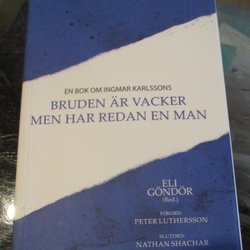 EN BOK OM INGMAR KARLSSONS
BRUDEN ÄR VACKER
MEN HAR REDAN EN MAN
ELI
GÖNDÖR
(Red.)
FÖRORD
PETER LUTHERSSON
SLUTORD:
NATHAN SHACHAR